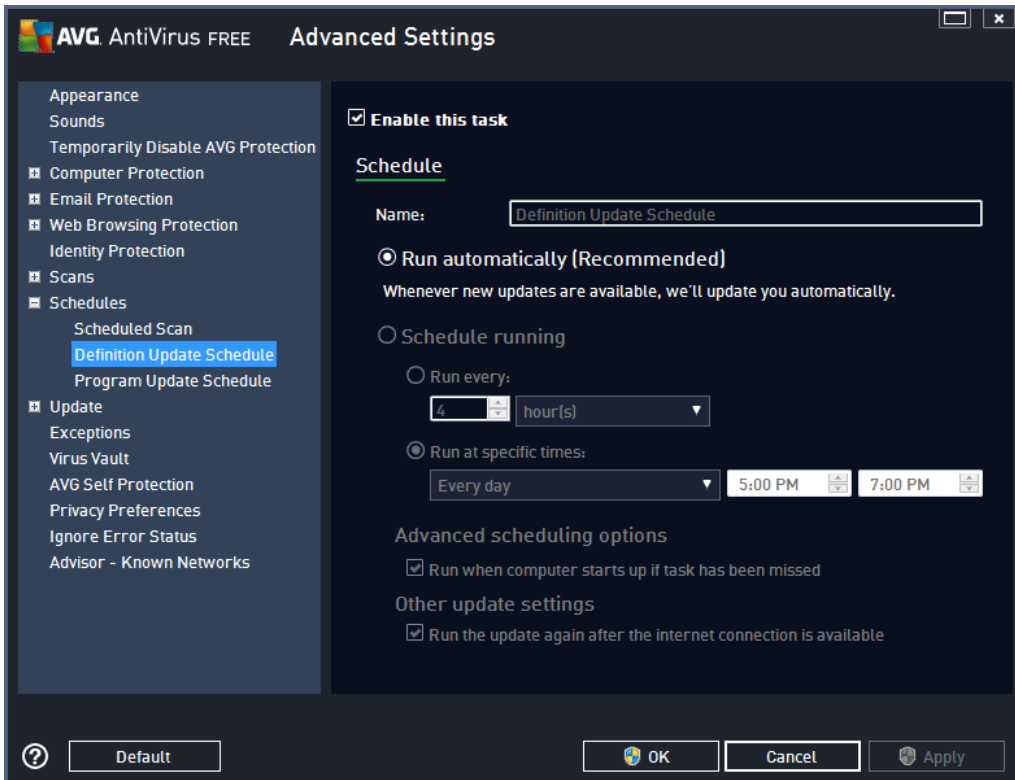 AVG. AntiVirus FREE Advanced Settings
Appearance
Sounds
Temporarily Disable AVG Protection
Computer Protection
Email Protection
Web Browsing Protection
Identity Protection
Scans
Schedules
Scheduled Scan
Definition Update Schedule
Program Update Schedule
Update
Exceptions
Virus Vault
AVG Self Protection
Privacy Preferences
Ignore Error Status
Advisor - Known Networks
Enable this task
Schedule
Name: Definition Update Schedule
Run automatically (Recommended)
Whenever new updates are available, we'll update you automatically.
Schedule running
Run every:
4 hour(s)
Run at specific times:
Every day 5:00 PM 7:00 PM
Advanced scheduling options
Run when computer starts up if task has been missed
Other update settings
Run the update again after the internet connection is available
? Default OK Cancel Apply